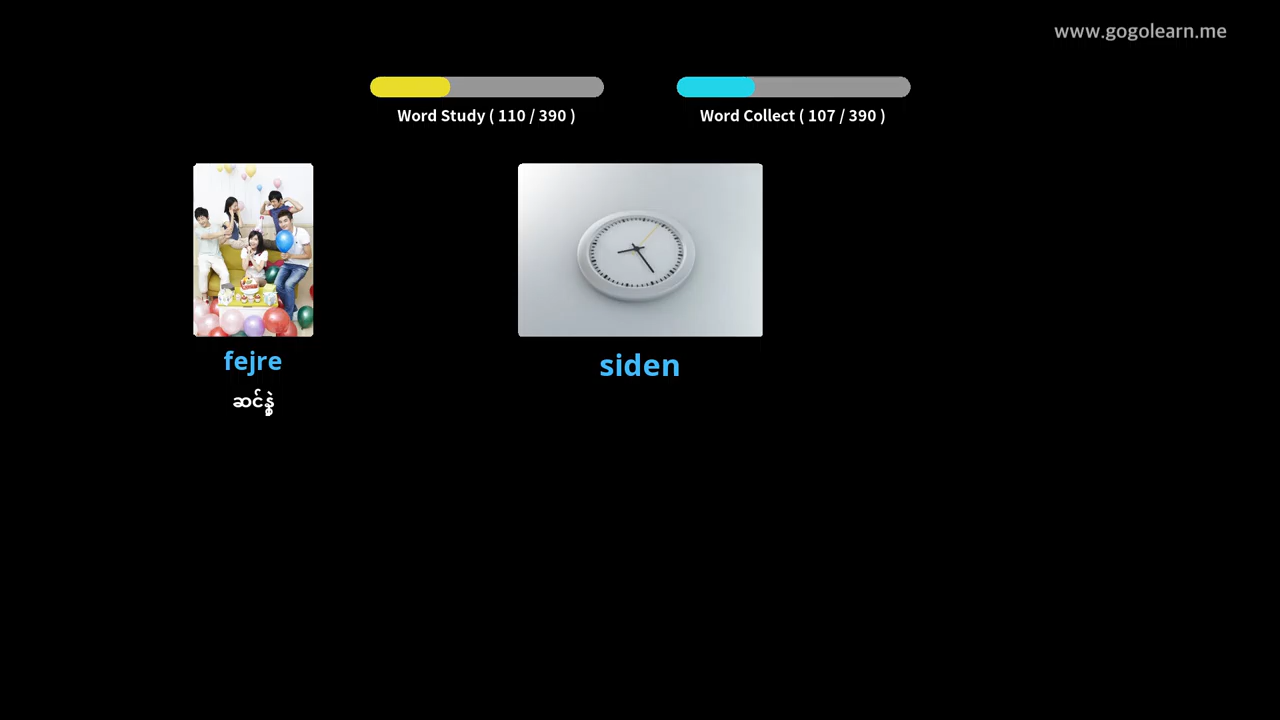 www.gogolearn.me
Word Study ( 110 / 390 )
Word Collect ( 107 / 390 )
fejre
siden
ဆင်နွှဲ